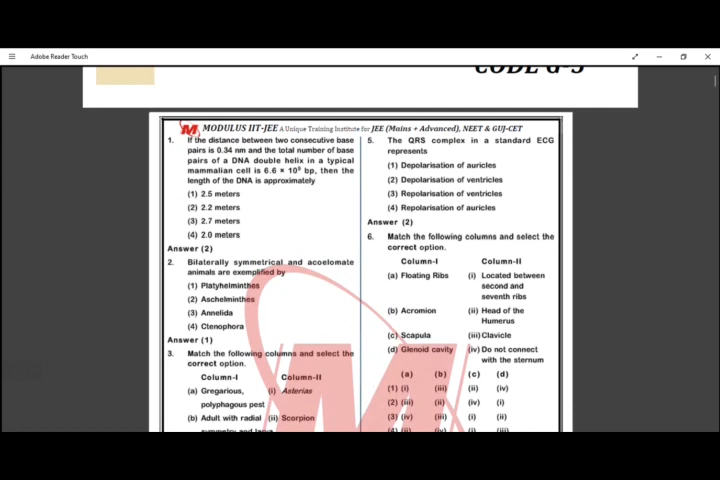 Adobe Reader Touch
CODE G-5
MODULUS IIT-JEE A Unique Training Institute for JEE (Mains + Advanced), NEET & GUJ-CET
1. If the distance between two consecutive base
pairs is 0.34 nm and the total number of base
pairs of a DNA double helix in a typical
mammalian cell is 6.6 × 10⁹ bp, then the
length of the DNA is approximately
(1) 2.5 meters
(2) 2.2 meters
(3) 2.7 meters
(4) 2.0 meters
Answer (2)
2. Bilaterally symmetrical and acoelomate
animals are exemplified by
(1) Platyhelminthes
(2) Aschelminthes
(3) Annelida
(4) Ctenophora
Answer (1)
3. Match the following columns and select the
correct option.
Column-I Column-II
(a) Gregarious, (i) Asterias
polyphagous pest
(b) Adult with radial (ii) Scorpion
symmetry and larva
5. The QRS complex in a standard ECG
represents
(1) Depolarisation of auricles
(2) Depolarisation of ventricles
(3) Repolarisation of ventricles
(4) Repolarisation of auricles
Answer (2)
6. Match the following columns and select the
correct option.
Column-I Column-II
(a) Floating Ribs (i) Located between
second and
seventh ribs
(b) Acromion (ii) Head of the
Humerus
(c) Scapula (iii) Clavicle
(d) Glenoid cavity (iv) Do not connect
with the sternum
(a) (b) (c) (d)
(1) (i) (iii) (ii) (iv)
(2) (iii) (ii) (iv) (i)
(3) (iv) (iii) (i) (ii)
(4) (ii) (iv) (i) (iii)